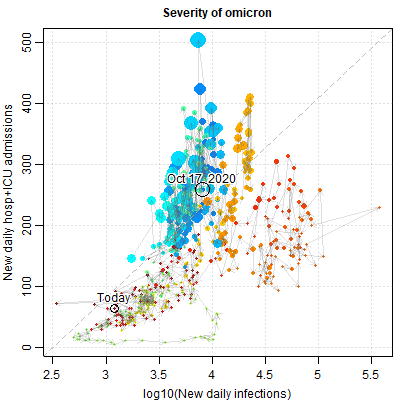 Severity of omicron
New daily hosp+ICU admissions
500
400
300
200
100
0
Oct 17, 2020
Today
2.5 3 3.5 4 4.5 5 5.5
log10(New daily infections)